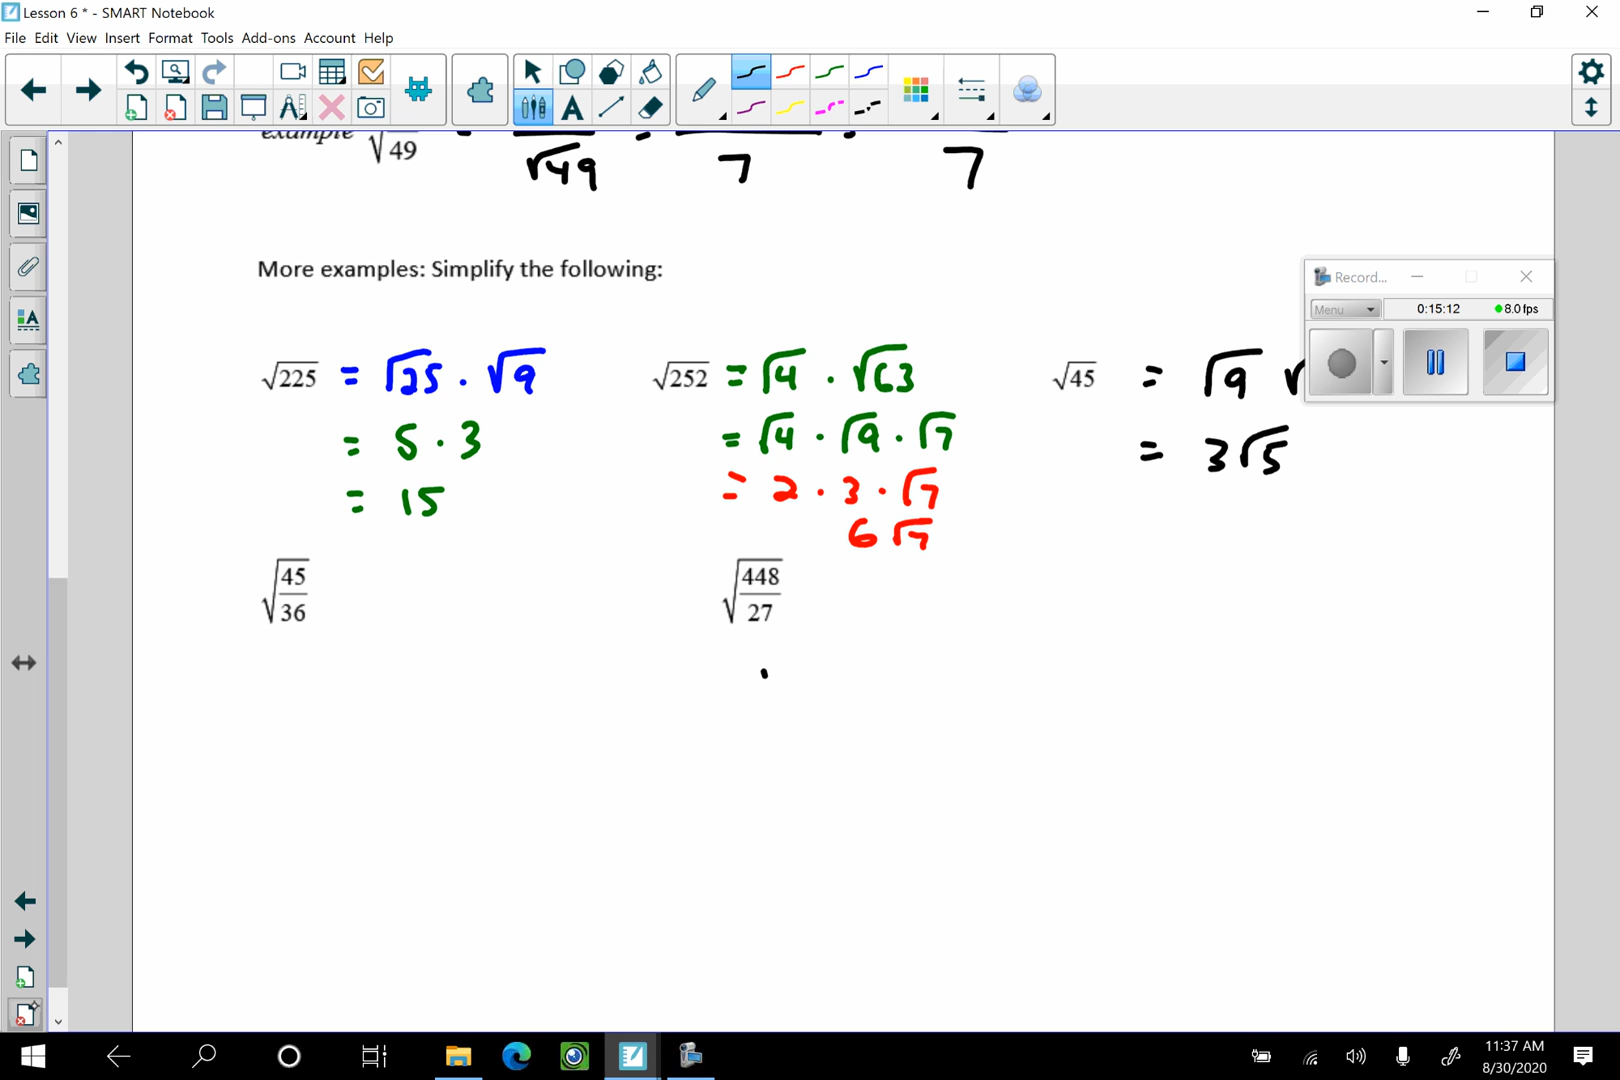 Lesson 6 * - SMART Notebook
File Edit View Insert Format Tools Add-ons Account Help
example √49 = √49 = 7 = 7
More examples: Simplify the following:
Record...
Menu 0:15:12 8.0 fps
√225 = √25 · √9
= 5 · 3
= 15
√252 = √4 · √63
= √4 · √9 · √7
= 2 · 3 · √7
6√7
√45 = √9 √
= 3√5
√(45/36)
√(448/27)
11:37 AM
8/30/2020